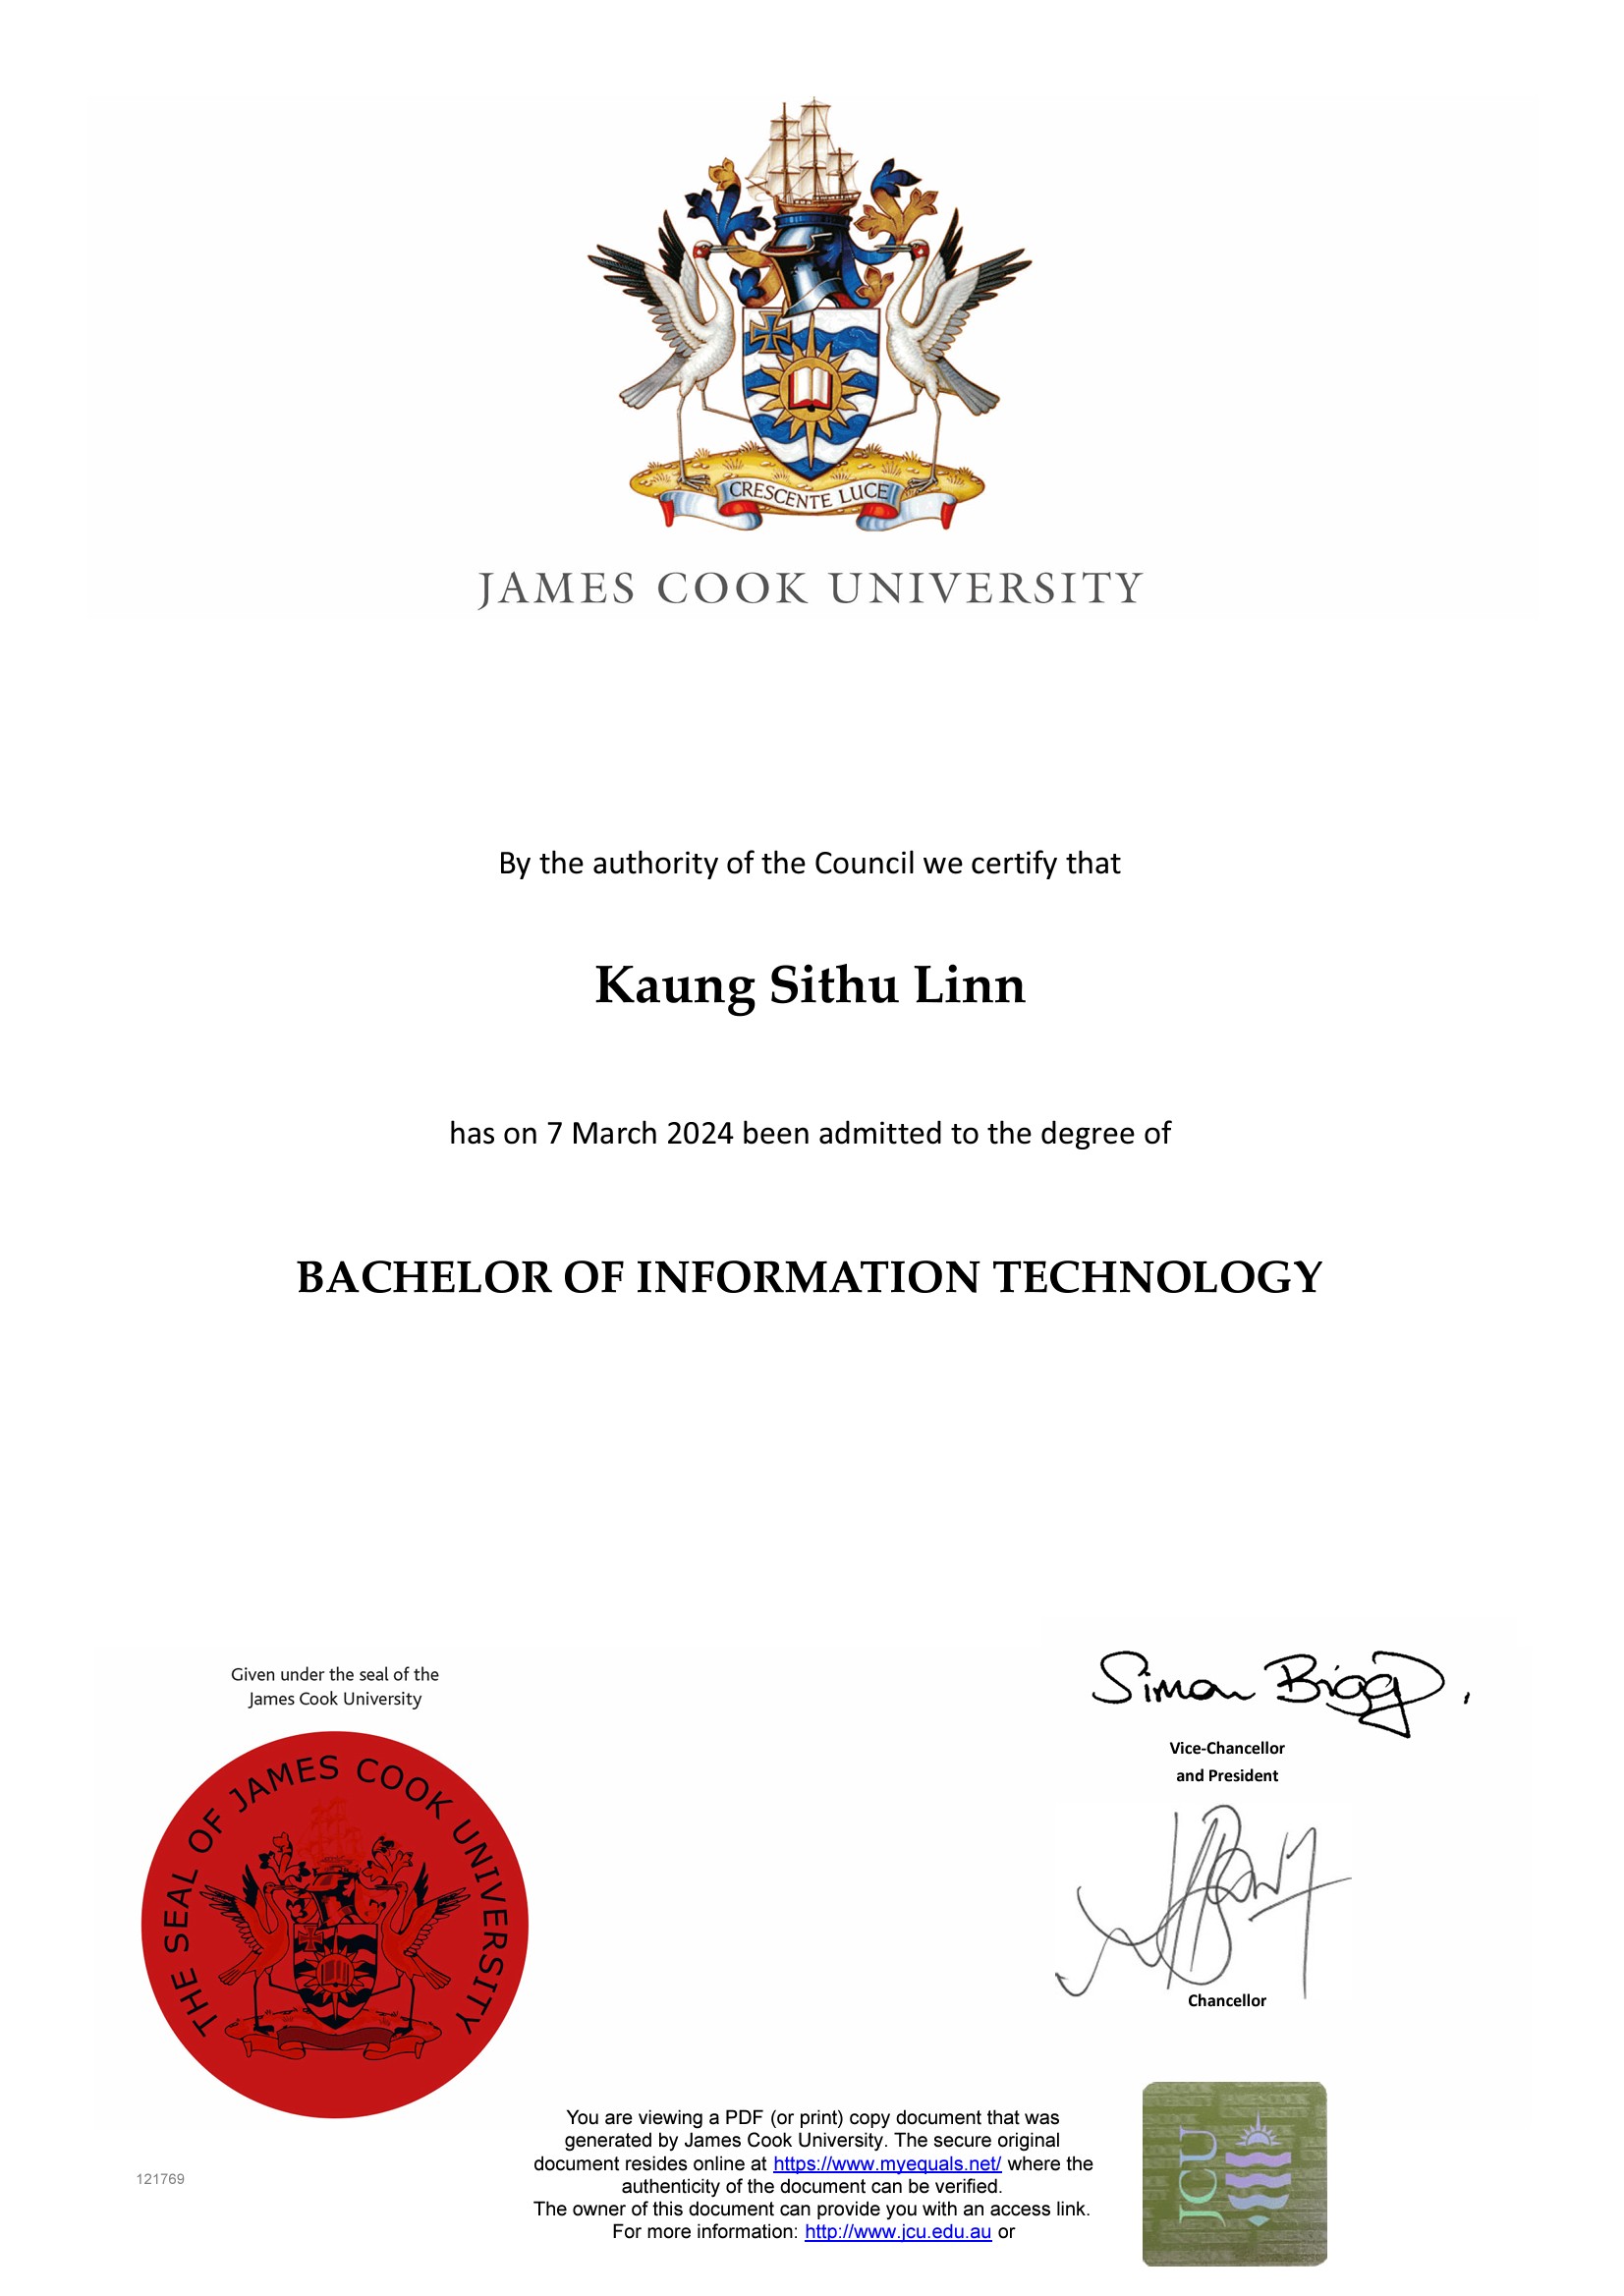 CRESCENTE LUCE
JAMES COOK UNIVERSITY
By the authority of the Council we certify that
Kaung Sithu Linn
has on 7 March 2024 been admitted to the degree of
BACHELOR OF INFORMATION TECHNOLOGY
Given under the seal of the
James Cook University
THE SEAL OF JAMES COOK UNIVERSITY
Simon Biggs
Vice-Chancellor
and President
Chancellor
You are viewing a PDF (or print) copy document that was
generated by James Cook University. The secure original
document resides online at https://www.myequals.net/ where the
authenticity of the document can be verified.
The owner of this document can provide you with an access link.
For more information: http://www.jcu.edu.au or
121769
JCU